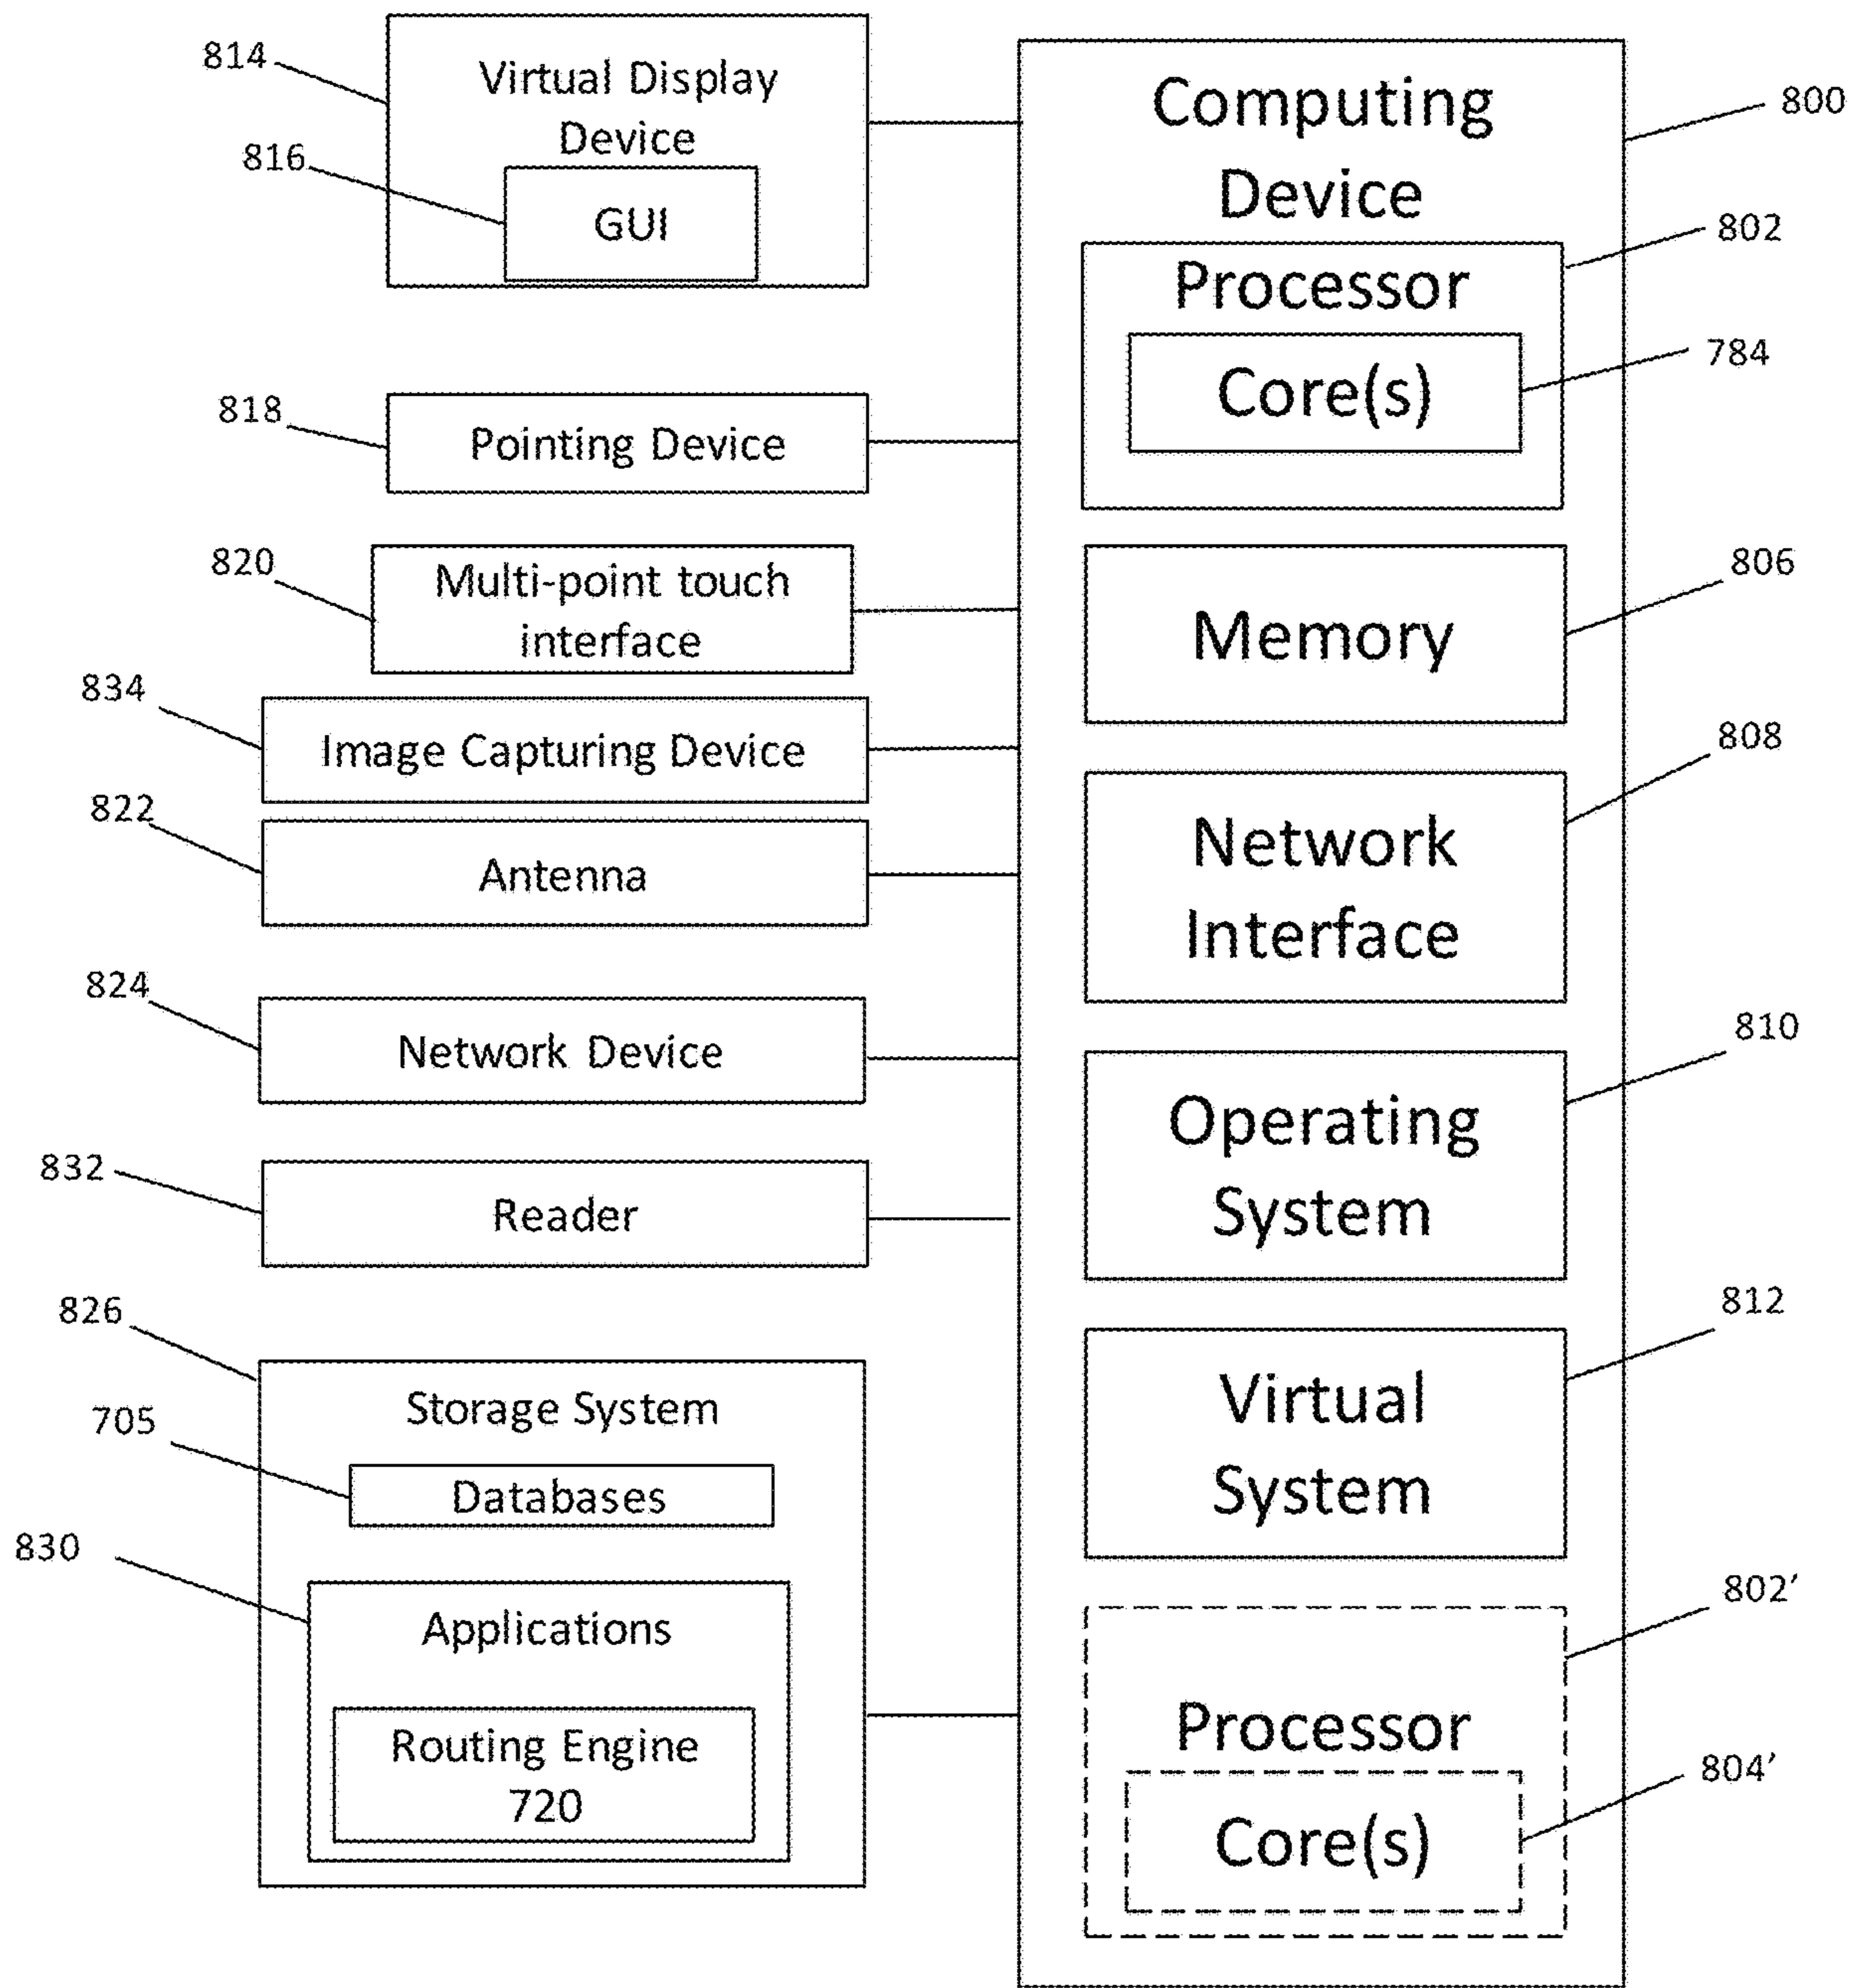 814
Virtual Display
Device
816
GUI
818
Pointing Device
820
Multi-point touch
interface
834
Image Capturing Device
822
Antenna
824
Network Device
832
Reader
826
Storage System
705
Databases
830
Applications
Routing Engine
720
Computing
Device
800
Processor
802
Core(s)
784
Memory
806
Network
Interface
808
Operating
System
810
Virtual
System
812
Processor
802’
Core(s)
804’